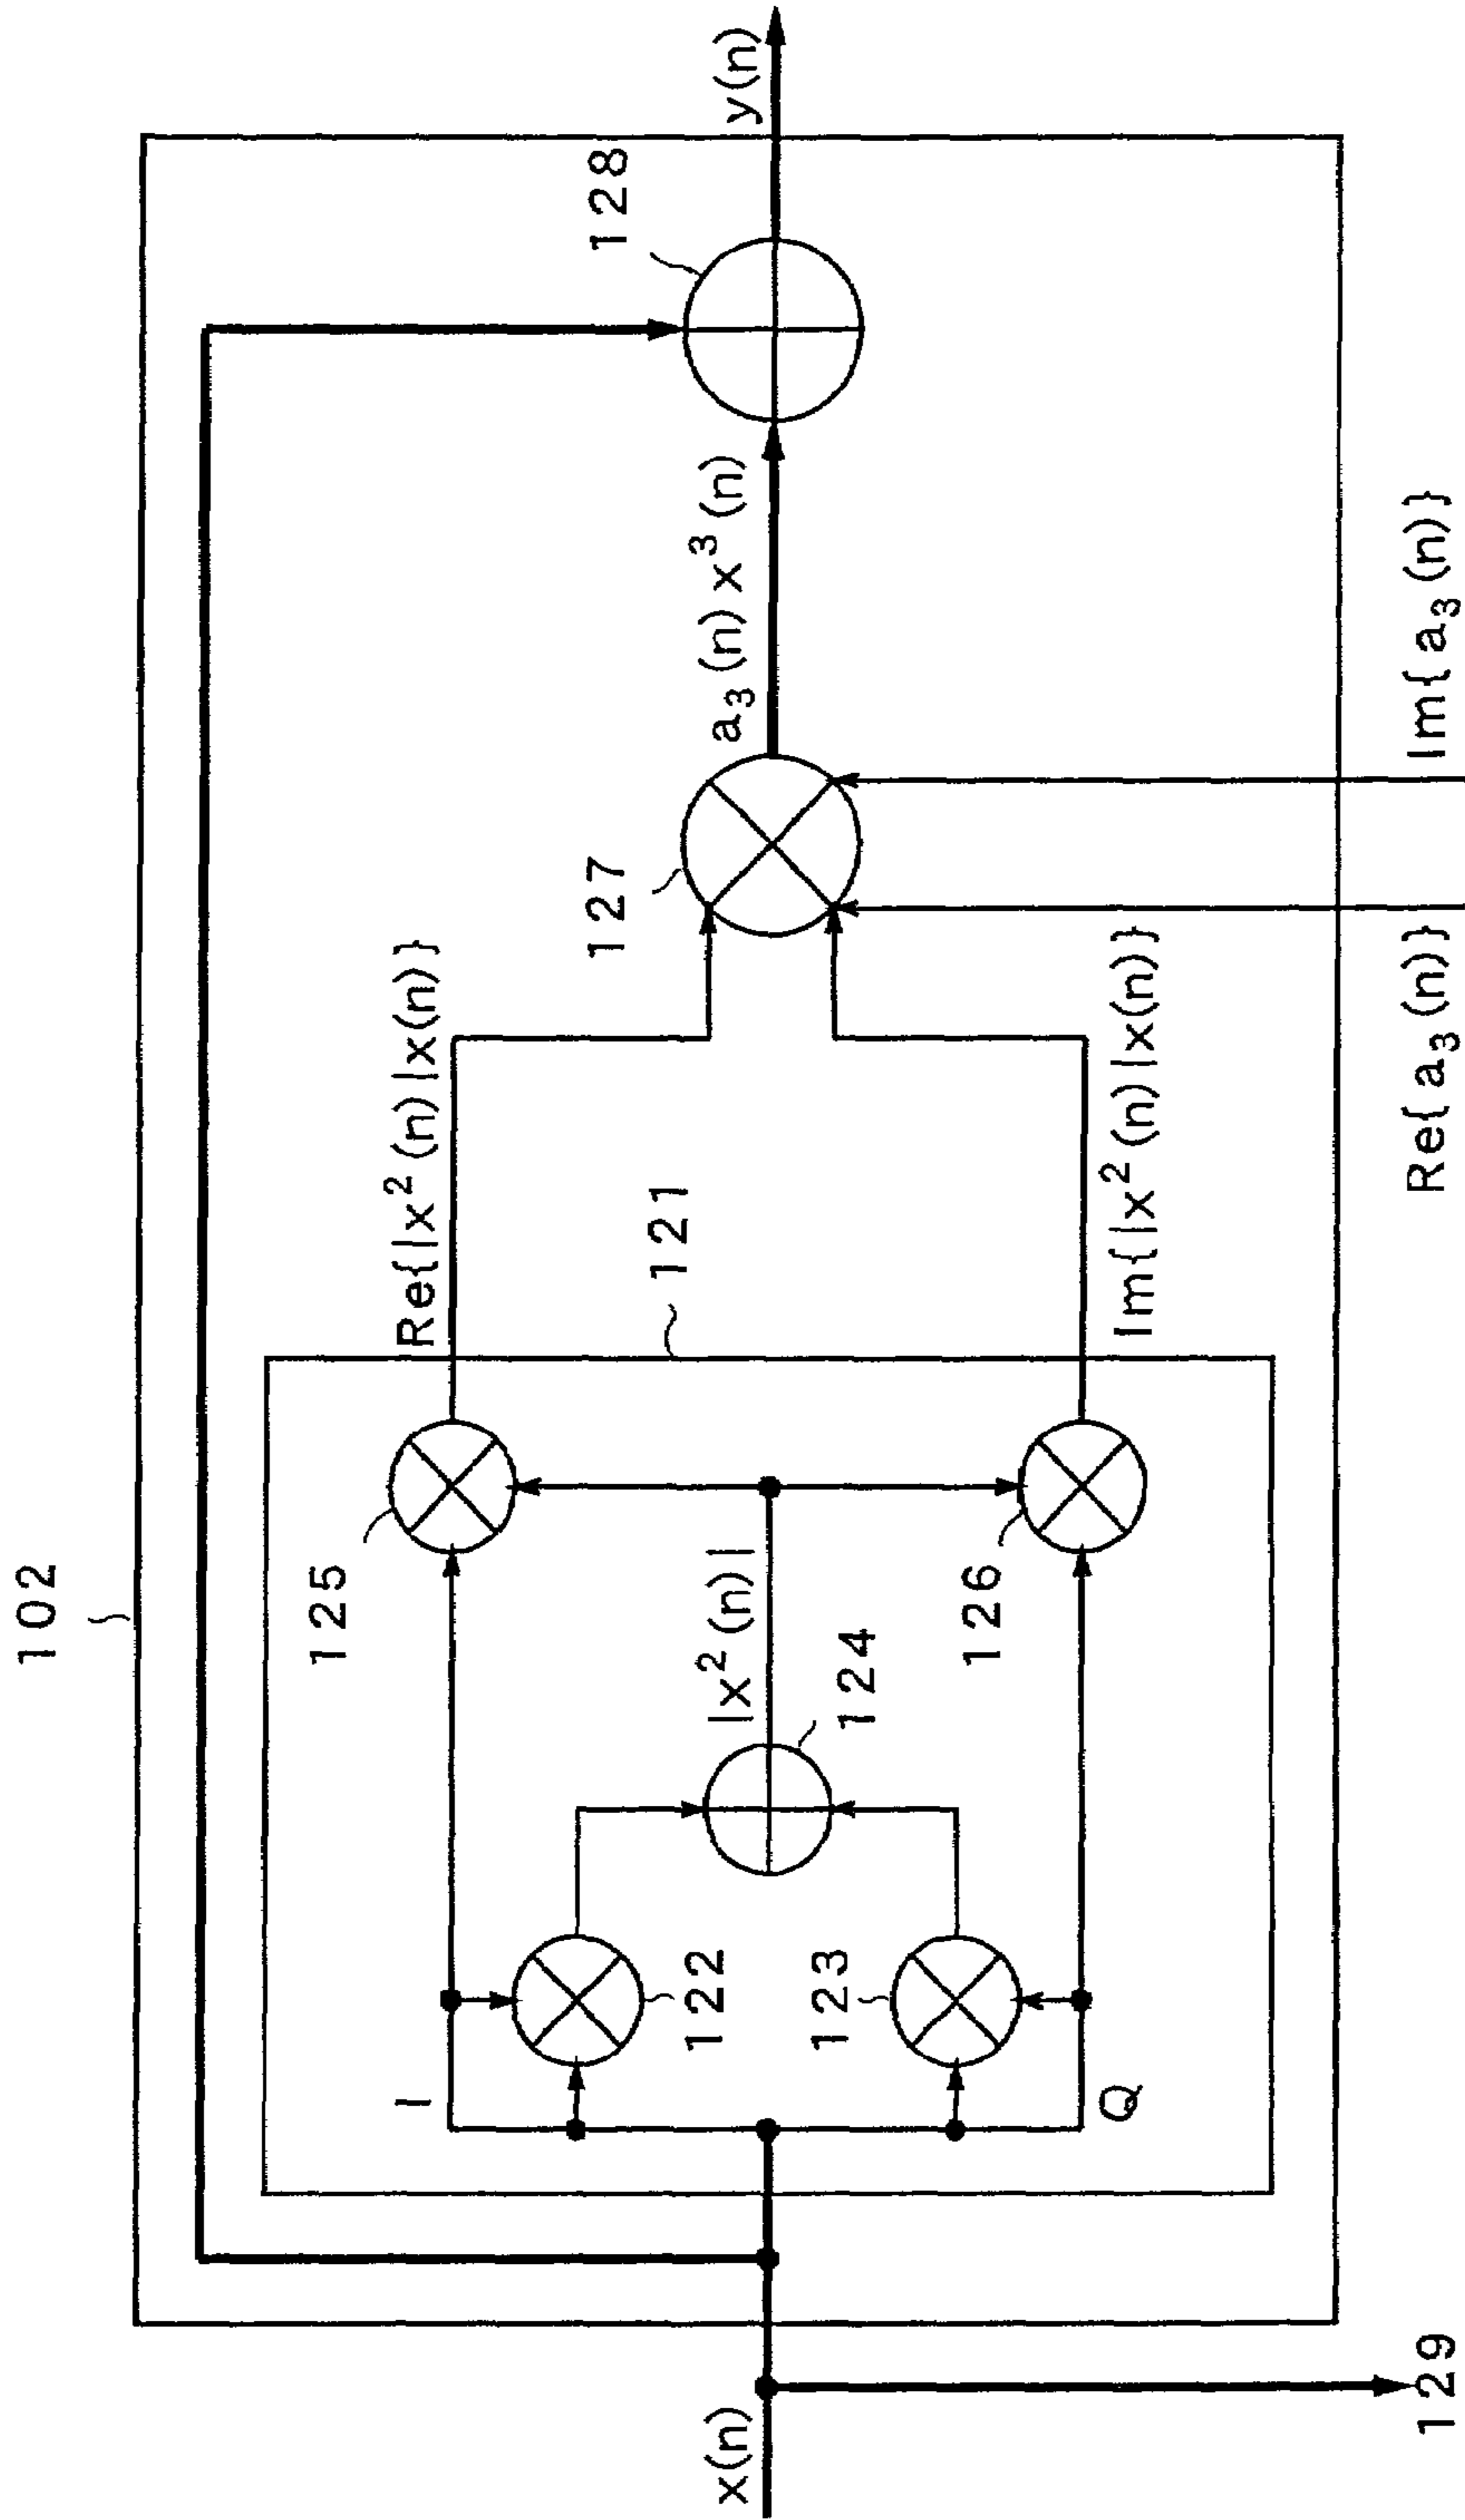 102
x(n)
129
I
Q
122
123
124
|x²(n)|
125
126
121
Re{|x²(n)|x(n)}
Im{|x²(n)|x(n)}
127
Re{a₃(n)}
Im{a₃(n)}
a₃(n)x³(n)
128
y(n)